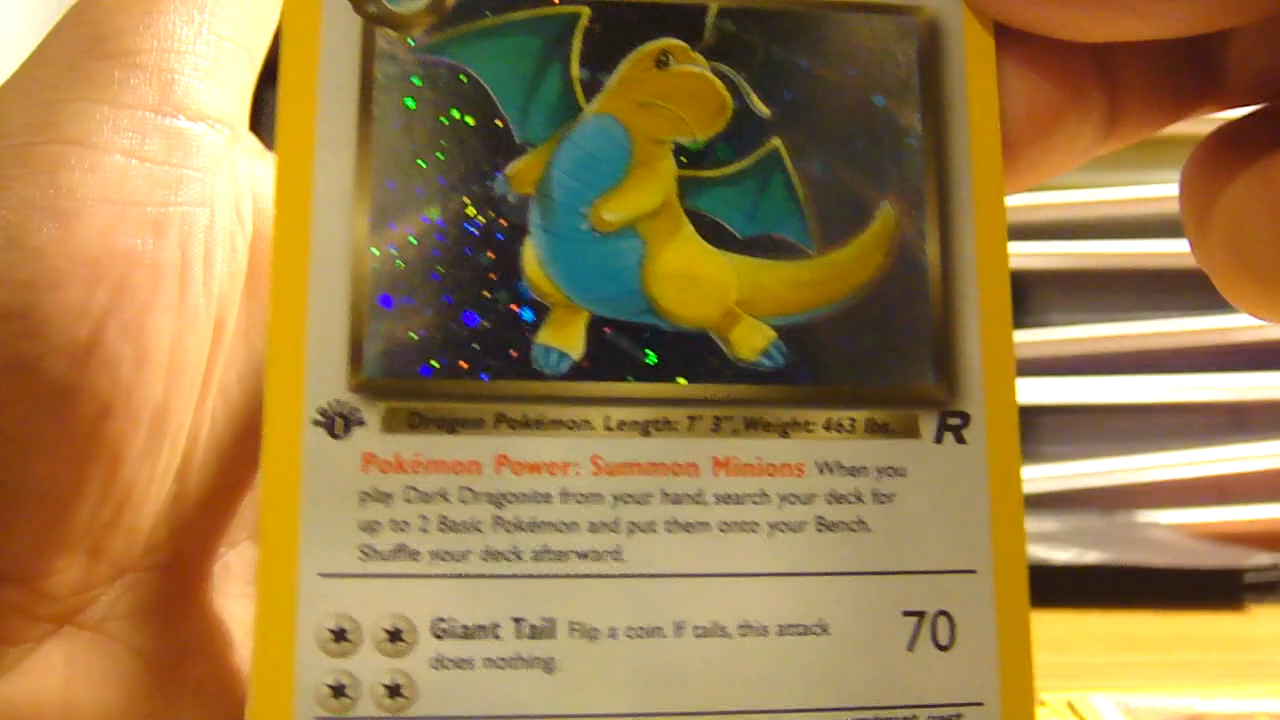 1
Dragon Pokémon. Length: 7' 3", Weight: 463 lbs.
R
Pokémon Power: Summon Minions When you
play Dark Dragonite from your hand, search your deck for
up to 2 Basic Pokémon and put them onto your Bench.
Shuffle your deck afterward.
Giant Tail Flip a coin. If tails, this attack 70
does nothing.